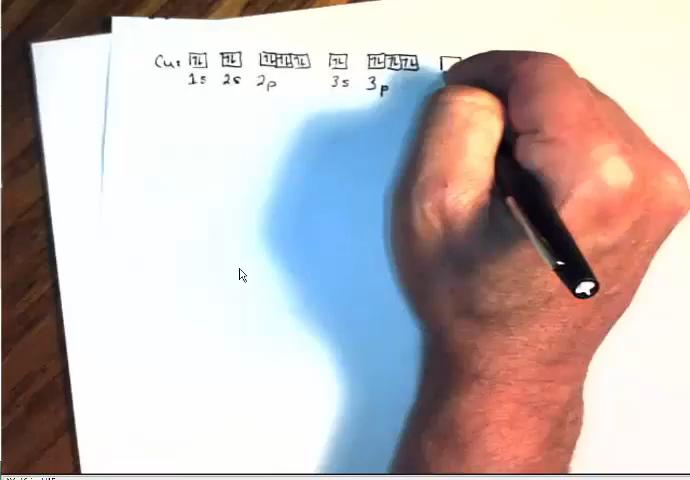 Cu: ⥮ ⥮ ⥮⥮⥮ ⥮ ⥮⥮⥮
1s 2s 2p 3s 3p